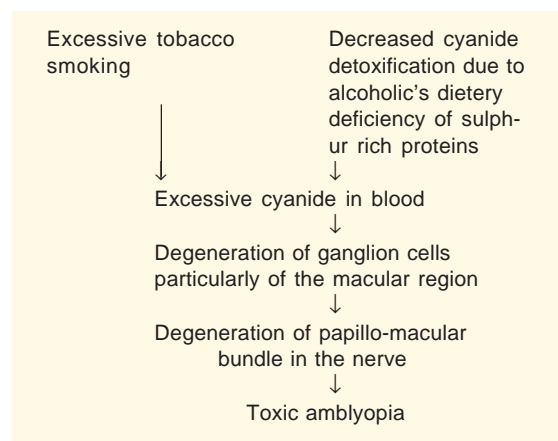 Excessive tobacco
smoking
Decreased cyanide
detoxification due to
alcoholic's dietery
deficiency of sulph-
ur rich proteins
Excessive cyanide in blood
Degeneration of ganglion cells
particularly of the macular region
Degeneration of papillo-macular
bundle in the nerve
Toxic amblyopia